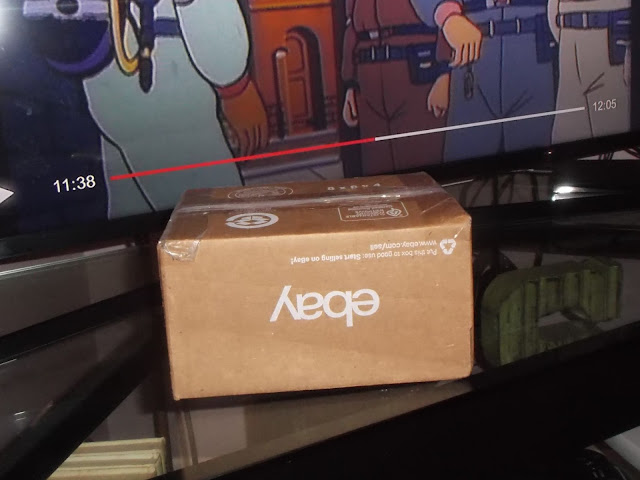 11:38
12:05
8x6x4
www.ebay.com/sell
Put this box to good use: Start selling on eBay!
ebay